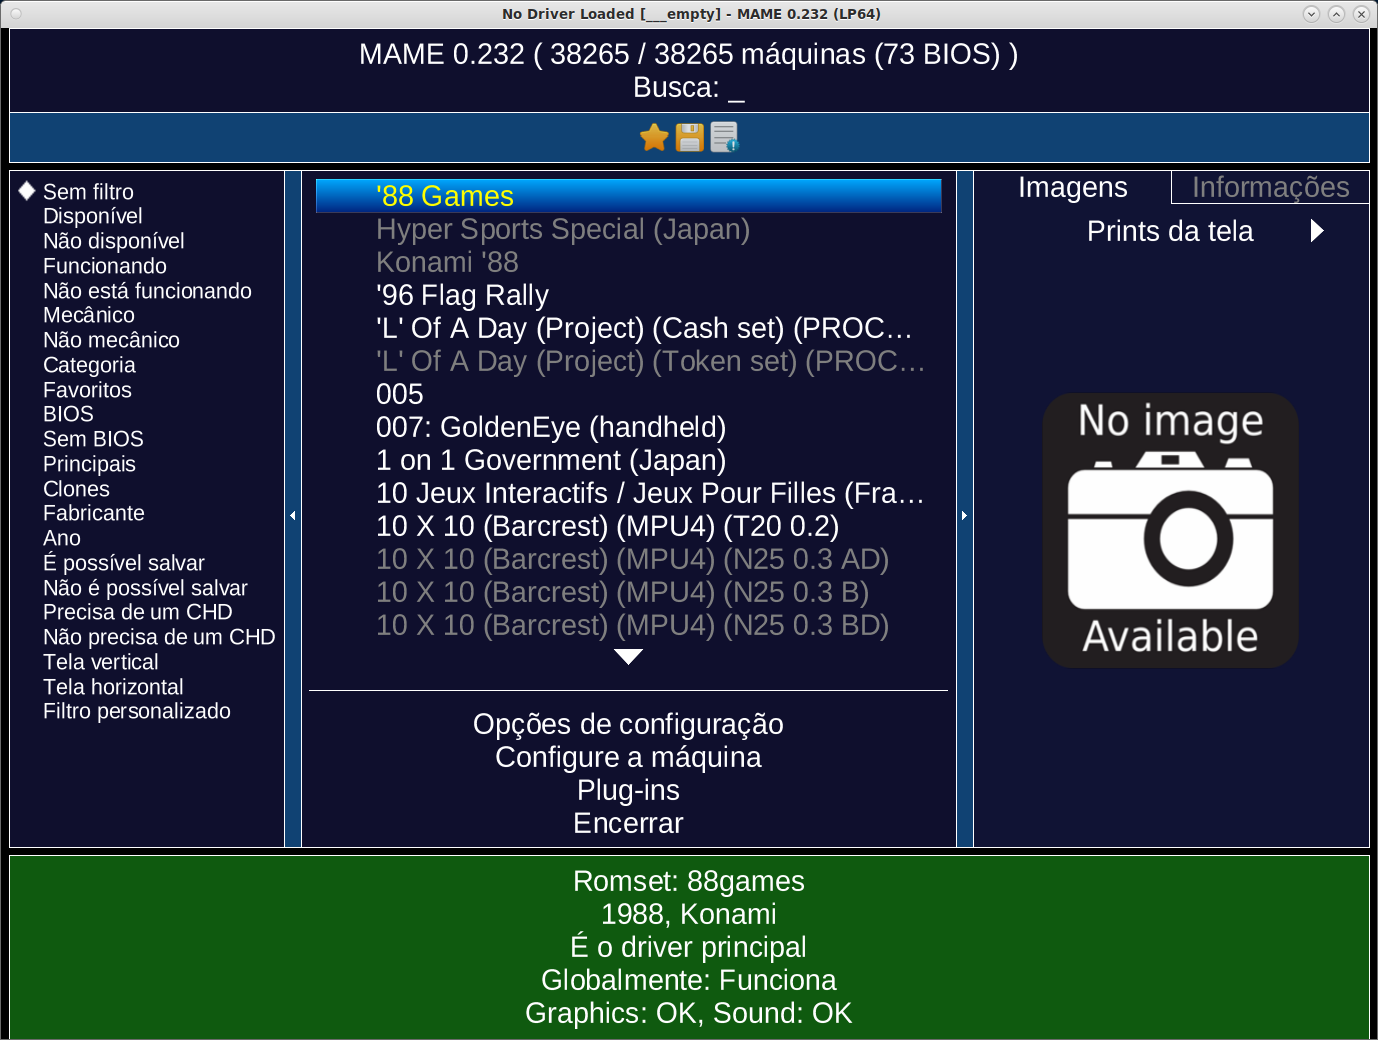 No Driver Loaded [___empty] - MAME 0.232 (LP64)
MAME 0.232 ( 38265 / 38265 máquinas (73 BIOS) )
Busca: _
Sem filtro
Disponível
Não disponível
Funcionando
Não está funcionando
Mecânico
Não mecânico
Categoria
Favoritos
BIOS
Sem BIOS
Principais
Clones
Fabricante
Ano
É possível salvar
Não é possível salvar
Precisa de um CHD
Não precisa de um CHD
Tela vertical
Tela horizontal
Filtro personalizado
'88 Games
Hyper Sports Special (Japan)
Konami '88
'96 Flag Rally
'L' Of A Day (Project) (Cash set) (PROC…
'L' Of A Day (Project) (Token set) (PROC…
005
007: GoldenEye (handheld)
1 on 1 Government (Japan)
10 Jeux Interactifs / Jeux Pour Filles (Fra…
10 X 10 (Barcrest) (MPU4) (T20 0.2)
10 X 10 (Barcrest) (MPU4) (N25 0.3 AD)
10 X 10 (Barcrest) (MPU4) (N25 0.3 B)
10 X 10 (Barcrest) (MPU4) (N25 0.3 BD)
Opções de configuração
Configure a máquina
Plug-ins
Encerrar
Imagens Informações
Prints da tela
No image
Available
Romset: 88games
1988, Konami
É o driver principal
Globalmente: Funciona
Graphics: OK, Sound: OK